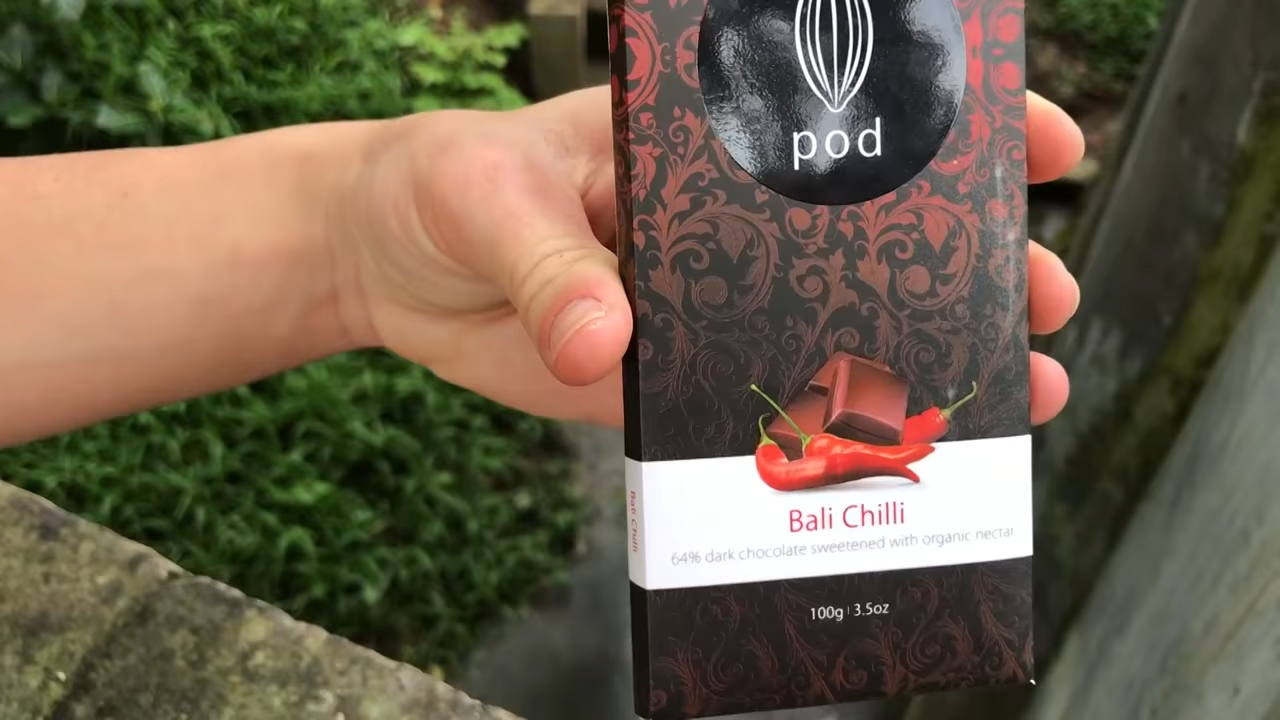 pod
Bali Chilli
Bali Chilli
64% dark chocolate sweetened with organic nectar
100g | 3.5oz